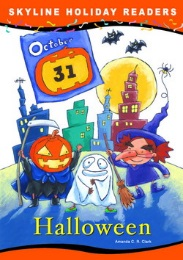 SKYLINE HOLIDAY READERS
October
31
Halloween
Amanda C. R. Clark